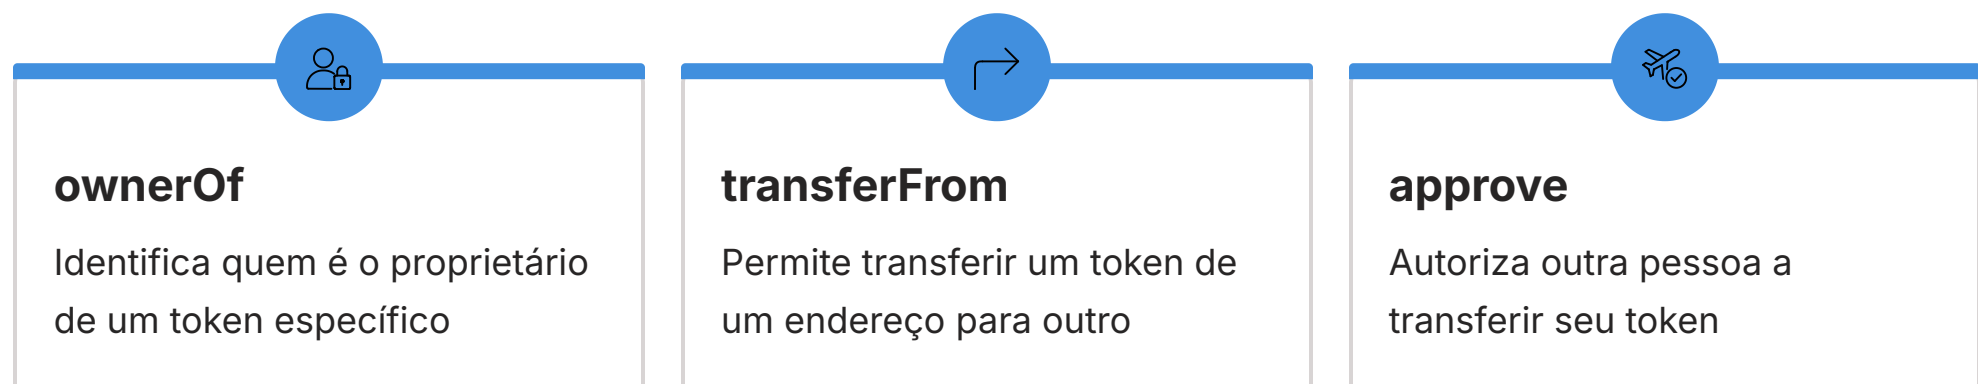 ownerOf
Identifica quem é o proprietário
de um token específico
transferFrom
Permite transferir um token de
um endereço para outro
approve
Autoriza outra pessoa a
transferir seu token